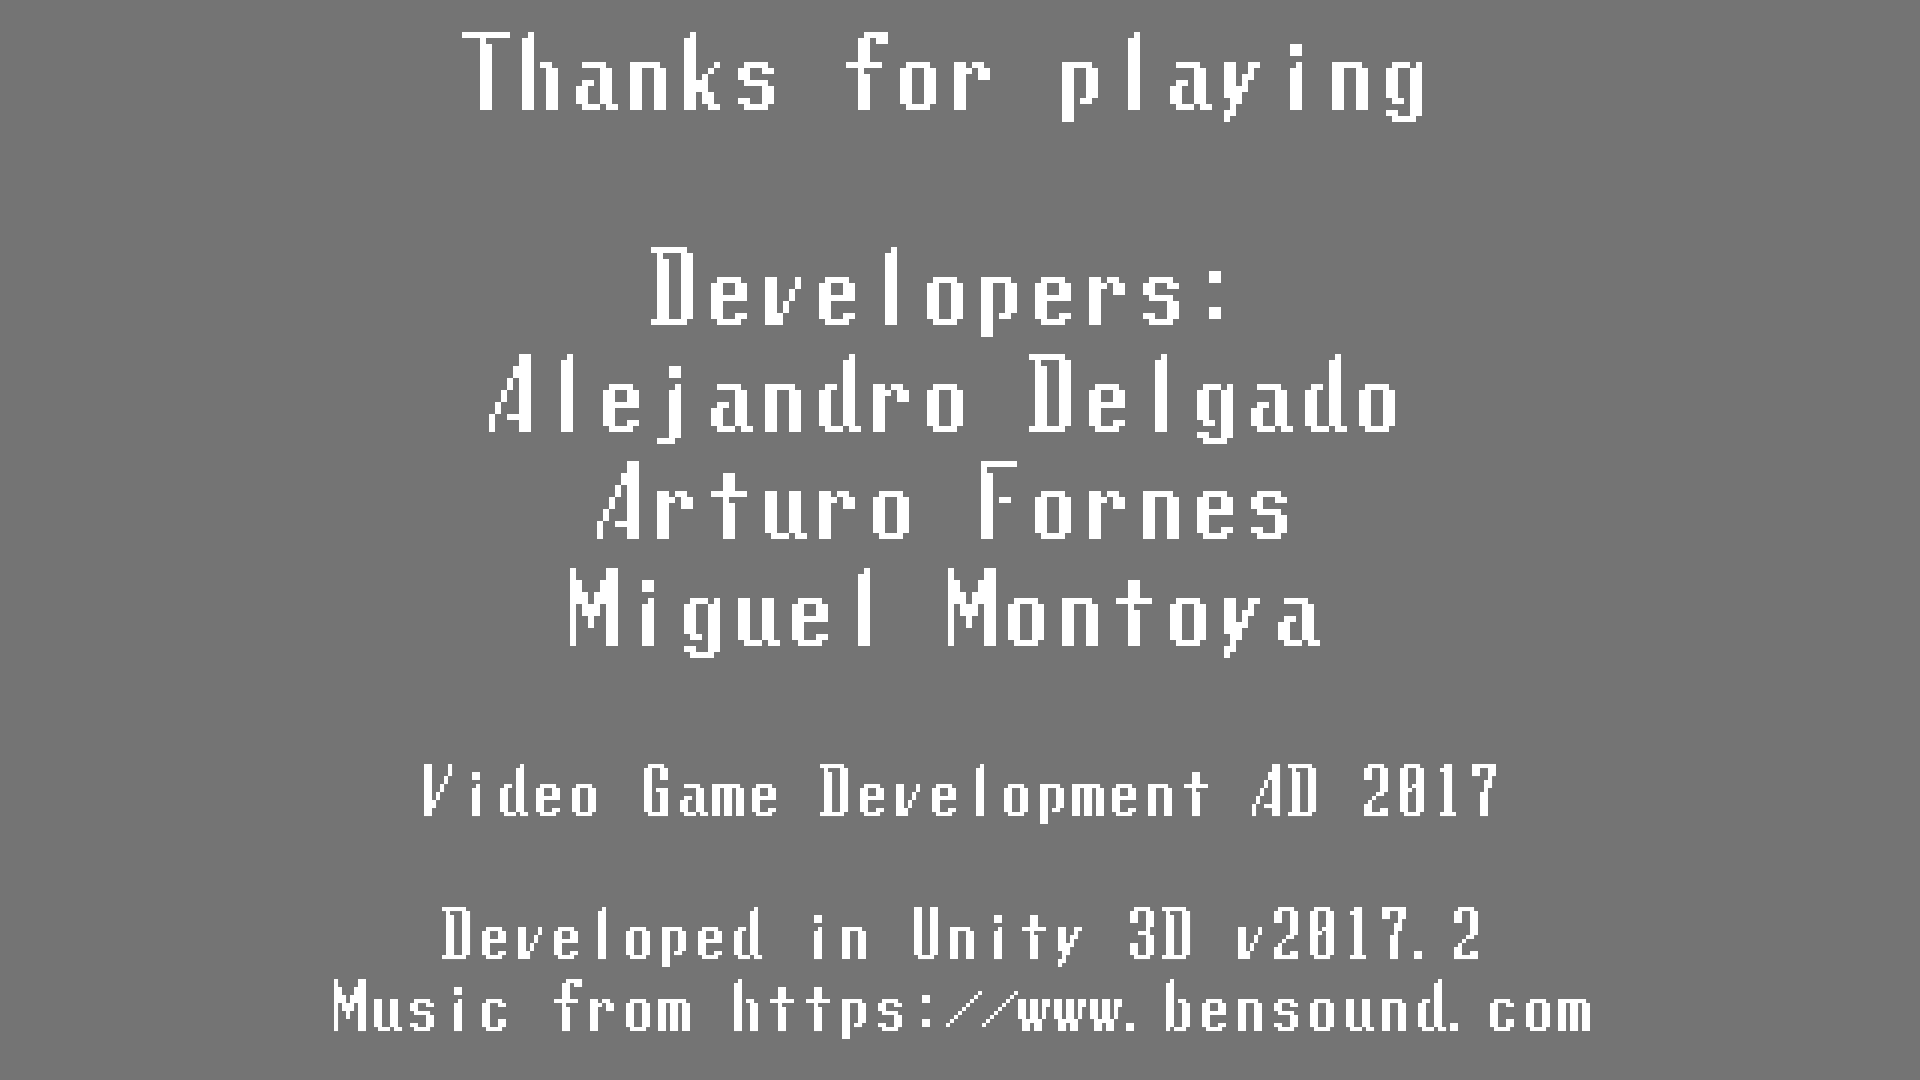 Thanks for playing
Developers:
Alejandro Delgado
Arturo Fornes
Miguel Montoya
Video Game Development AD 2017
Developed in Unity 3D v2017.2
Music from https://www.bensound.com